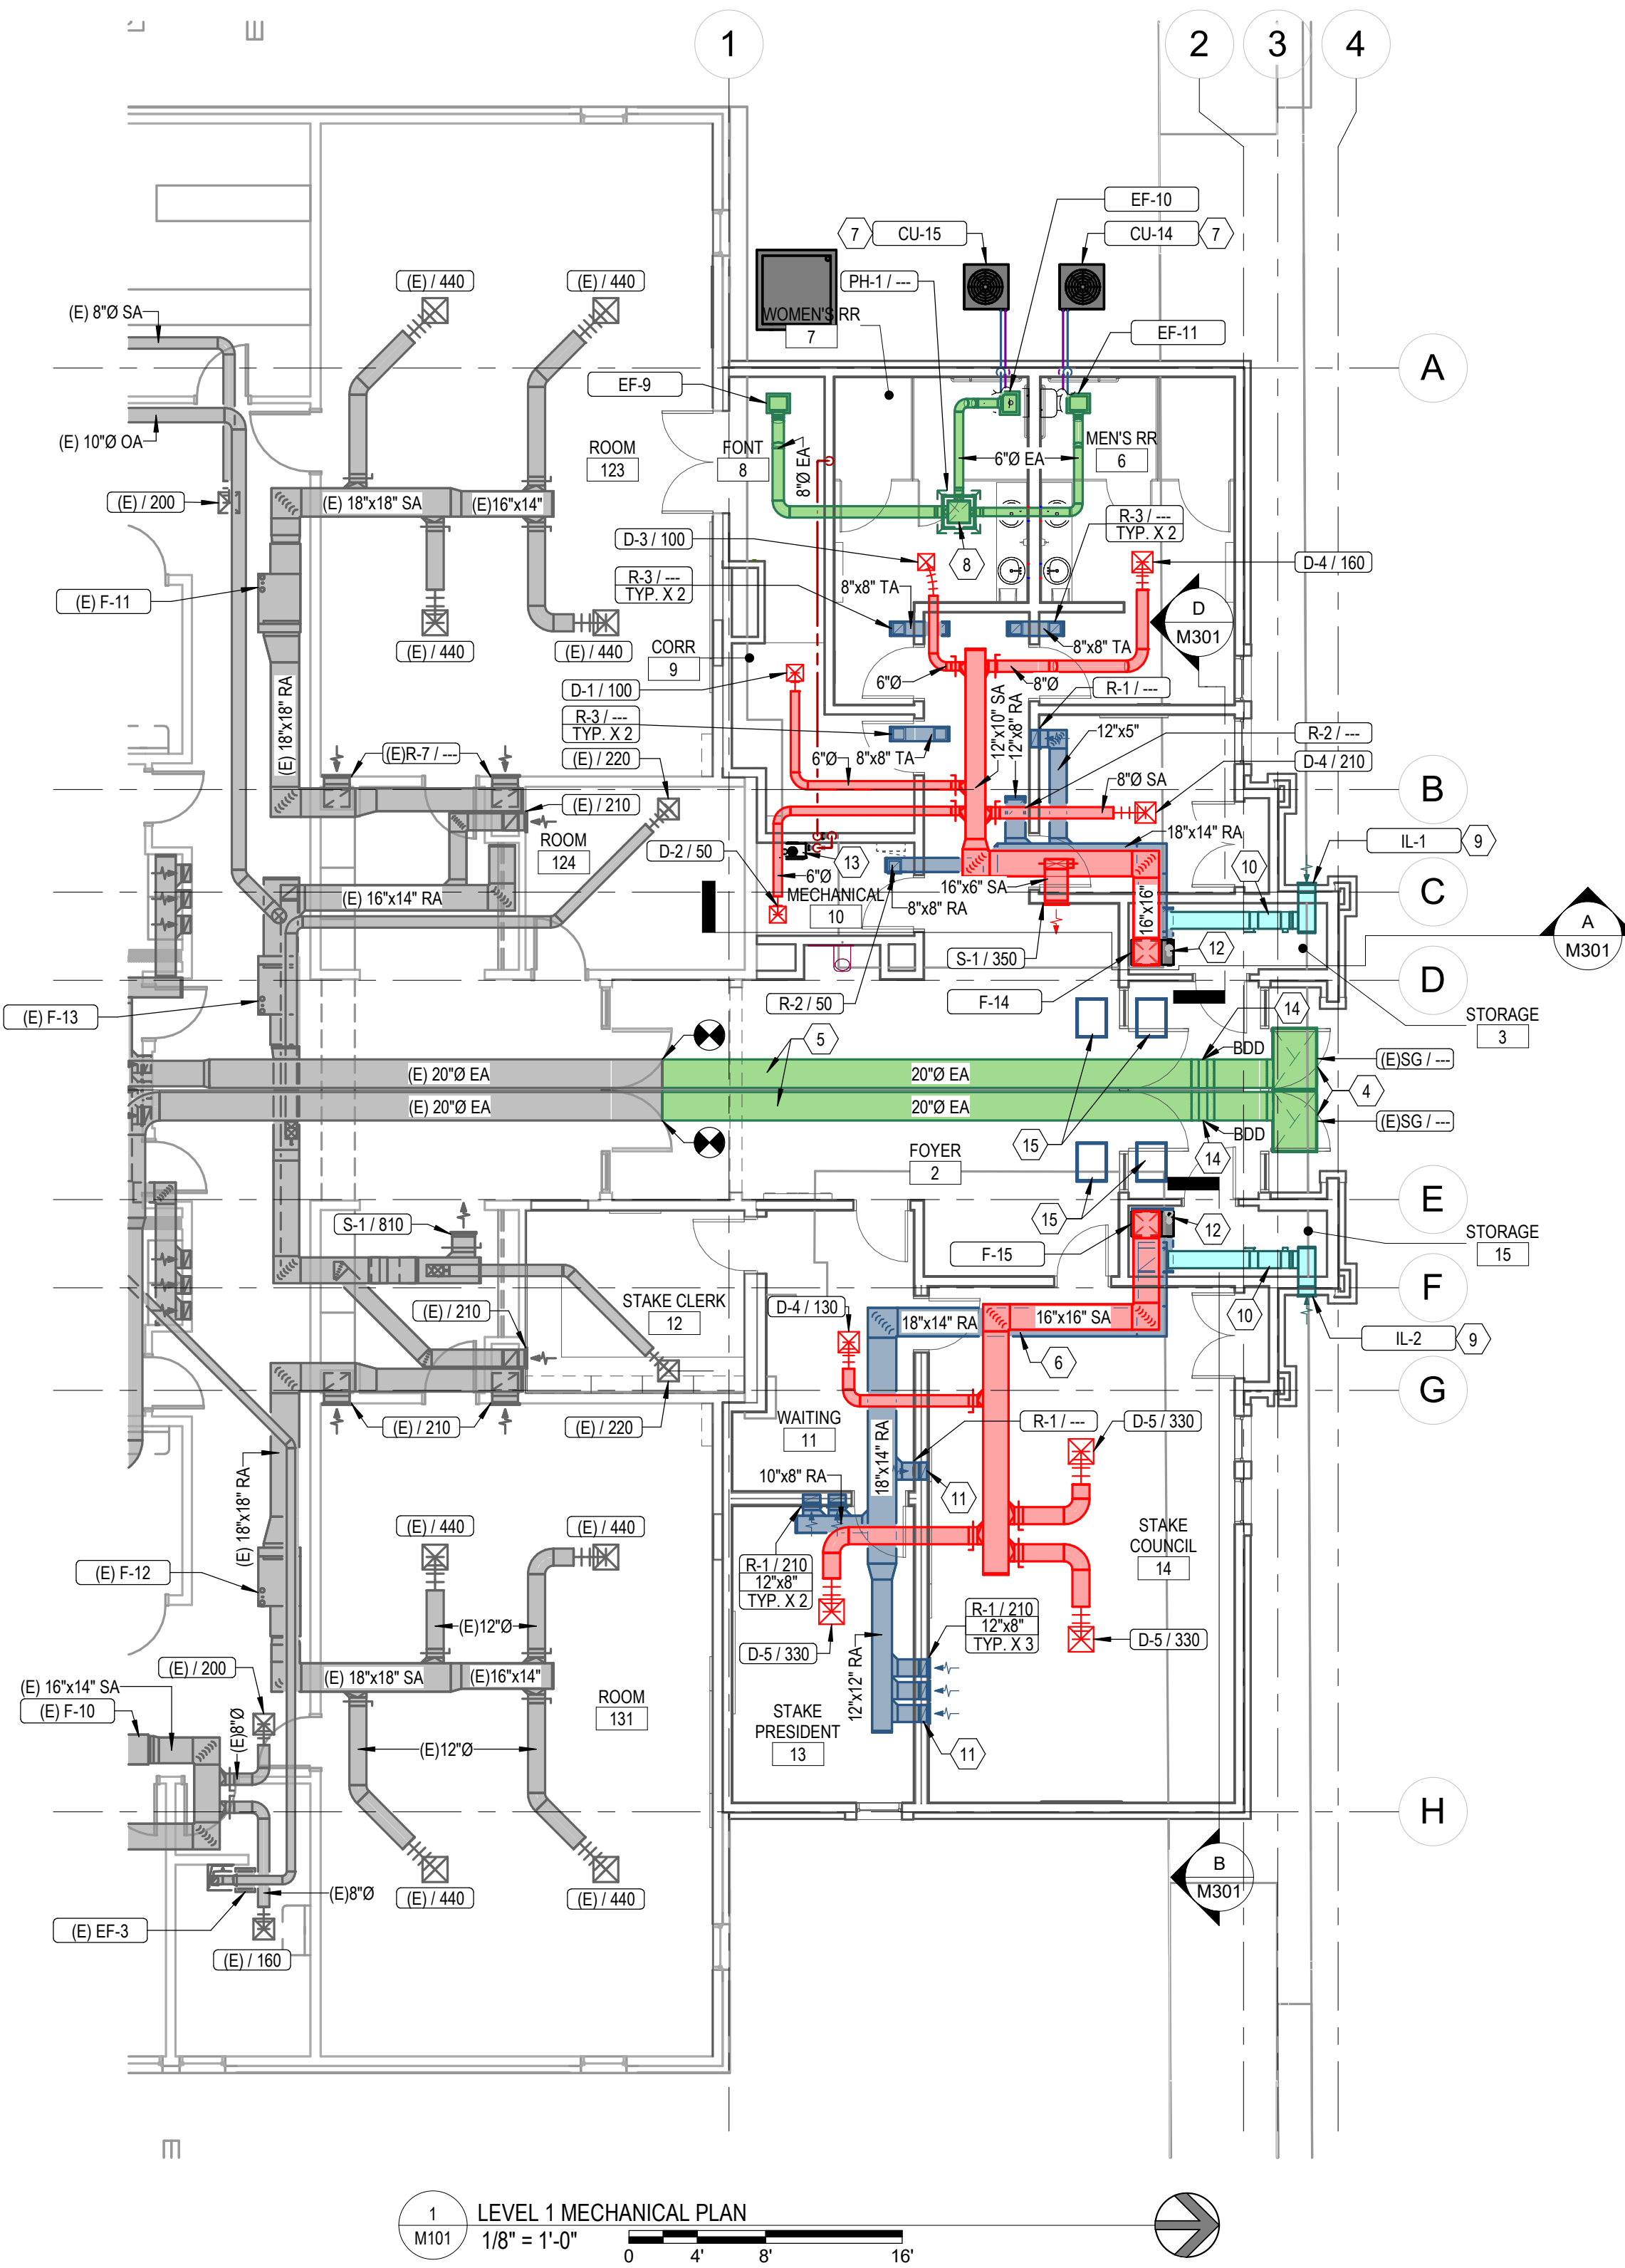 E
1
2
3
4
EF-10
7
CU-15
CU-14
7
PH-1 / ---
(E) / 440
(E) / 440
(E) 8"Ø SA
WOMEN'S RR
7
EF-11
A
EF-9
(E) 10"Ø OA
ROOM
123
FONT
8
8"Ø EA
6"Ø EA
MEN'S RR
6
(E) / 200
(E) 18"x18" SA
(E)16"x14"
R-3 / ---
TYP. X 2
D-3 / 100
8
D-4 / 160
R-3 / ---
TYP. X 2
8"x8" TA
(E) F-11
D
M301
(E) / 440
(E) / 440
CORR
9
8"x8" TA
6"Ø
8"Ø
D-1 / 100
R-1 / ---
(E) 18"x18" RA
R-3 / ---
TYP. X 2
12"x10" SA
12"x8" RA
12"x5"
R-2 / ---
(E)R-7 / ---
(E) / 220
6"Ø
8"x8" TA
D-4 / 210
8"Ø SA
B
(E) / 210
ROOM
124
18"x14" RA
IL-1
9
D-2 / 50
13
10
6"Ø
16"x6" SA
MECHANICAL
10
(E) 16"x14" RA
8"x8" RA
16"x16"
C
12
A
M301
S-1 / 350
D
R-2 / 50
F-14
(E) F-13
14
STORAGE
3
5
BDD
(E)SG / ---
(E) 20"Ø EA
20"Ø EA
4
(E) 20"Ø EA
20"Ø EA
(E)SG / ---
BDD
15
14
FOYER
2
E
S-1 / 810
15
12
F-15
STORAGE
15
F
STAKE CLERK
12
D-4 / 130
10
(E) / 210
18"x14" RA
16"x16" SA
IL-2
9
6
G
(E) / 210
(E) / 220
WAITING
11
R-1 / ---
D-5 / 330
(E) 18"x18" RA
10"x8" RA
18"x14" RA
11
(E) / 440
(E) / 440
STAKE
COUNCIL
14
(E) F-12
R-1 / 210
12"x8"
TYP. X 2
R-1 / 210
12"x8"
TYP. X 3
(E)12"Ø
D-5 / 330
D-5 / 330
(E) / 200
(E) 18"x18" SA
(E)16"x14"
12"x12" RA
(E) 16"x14" SA
(E) F-10
ROOM
131
STAKE
PRESIDENT
13
(E)8"Ø
(E)12"Ø
11
H
B
M301
(E)8"Ø
(E) / 440
(E) / 440
(E) EF-3
(E) / 160
E
1
M101
LEVEL 1 MECHANICAL PLAN
1/8" = 1'-0"
0
4'
8'
16'